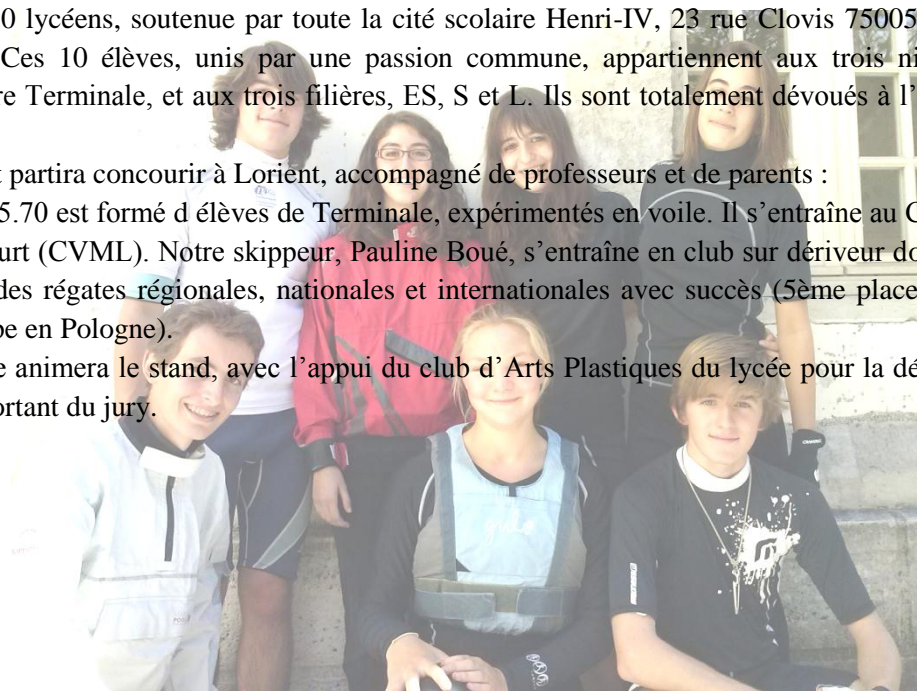 0 lycéens, soutenue par toute la cité scolaire Henri-IV, 23 rue Clovis 75005
Ces 10 élèves, unis par une passion commune, appartiennent aux trois ni
re Terminale, et aux trois filières, ES, S et L. Ils sont totalement dévoués à l’
t partira concourir à Lorient, accompagné de professeurs et de parents :
5.70 est formé d élèves de Terminale, expérimentés en voile. Il s’entraîne au C
urt (CVML). Notre skippeur, Pauline Boué, s’entraîne en club sur dériveur do
des régates régionales, nationales et internationales avec succès (5ème place
pe en Pologne).
e animera le stand, avec l’appui du club d’Arts Plastiques du lycée pour la dé
ortant du jury.